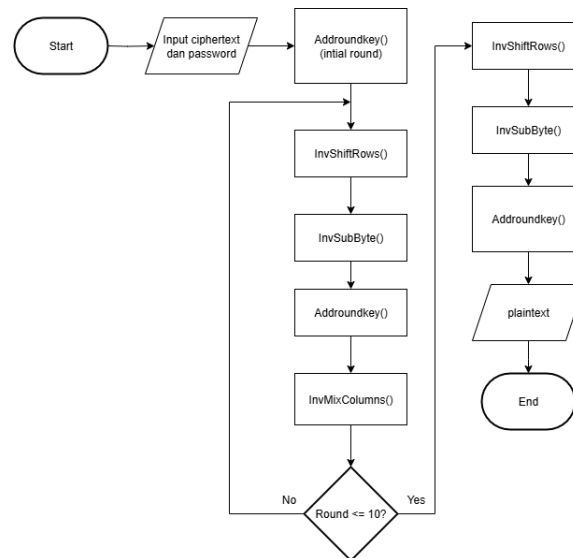 Start
Input ciphertext
dan password
Addroundkey()
(intial round)
InvShiftRows()
InvSubByte()
Addroundkey()
InvMixColumns()
Round <= 10?
No
Yes
InvShiftRows()
InvSubByte()
Addroundkey()
plaintext
End